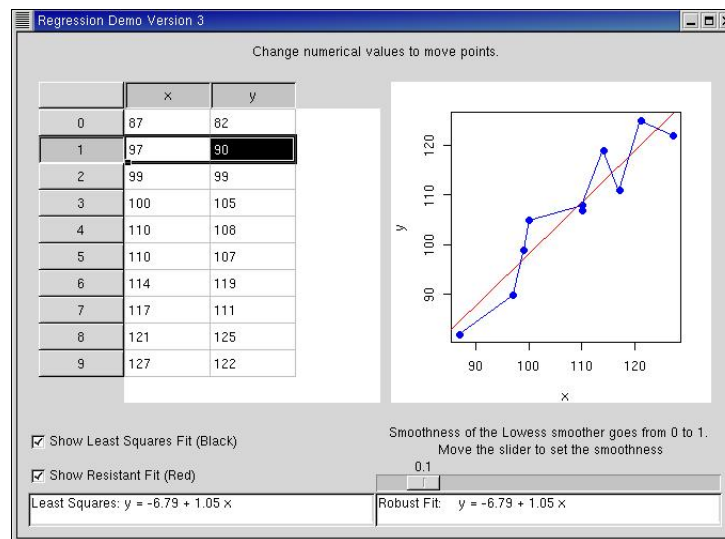 Regression Demo Version 3
Change numerical values to move points.
x y
0 87 82
1 97 90
2 99 99
3 100 105
4 110 108
5 110 107
6 114 119
7 117 111
8 121 125
9 127 122
y
120
110
100
90
90 100 110 120
x
Show Least Squares Fit (Black)
Show Resistant Fit (Red)
Smoothness of the Lowess smoother goes from 0 to 1.
Move the slider to set the smoothness
0.1
Least Squares: y = -6.79 + 1.05 x
Robust Fit: y = -6.79 + 1.05 x